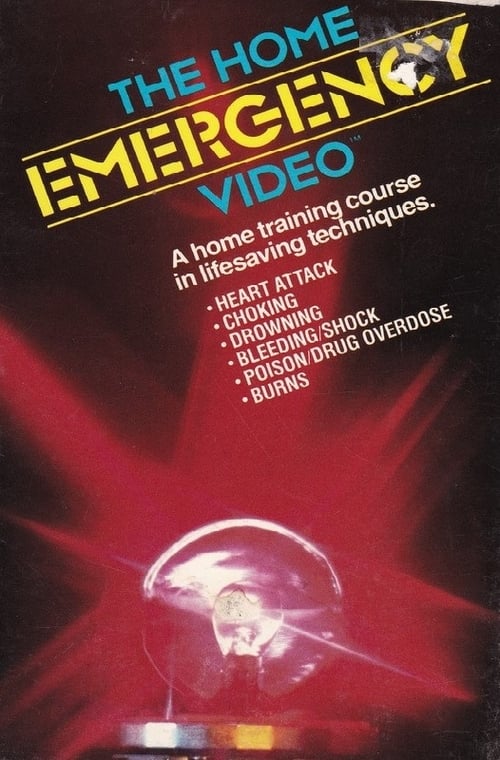 THE HOME
EMERGENCY
VIDEO™
A home training course
in lifesaving techniques.
• HEART ATTACK
• CHOKING
• DROWNING
• BLEEDING/SHOCK
• POISON/DRUG OVERDOSE
• BURNS